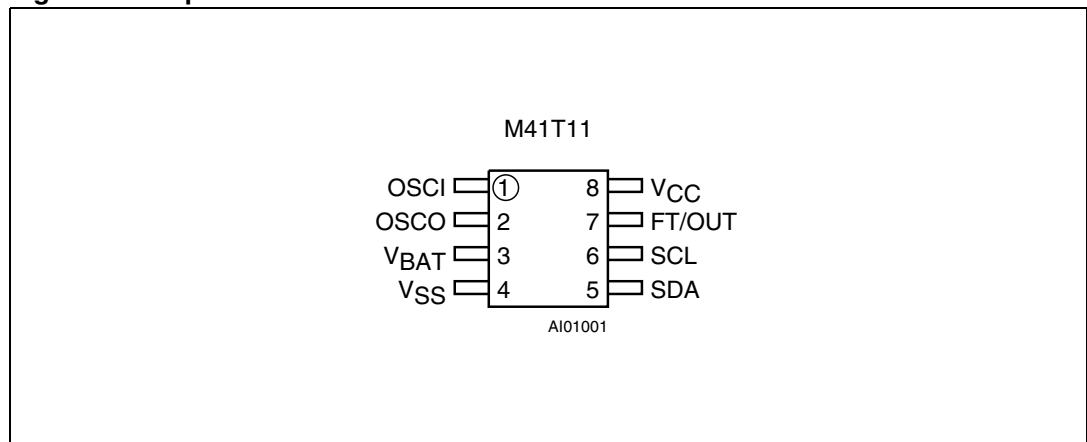 M41T11
OSCI 1 8 VCC
OSCO 2 7 FT/OUT
VBAT 3 6 SCL
VSS 4 5 SDA
AI01001